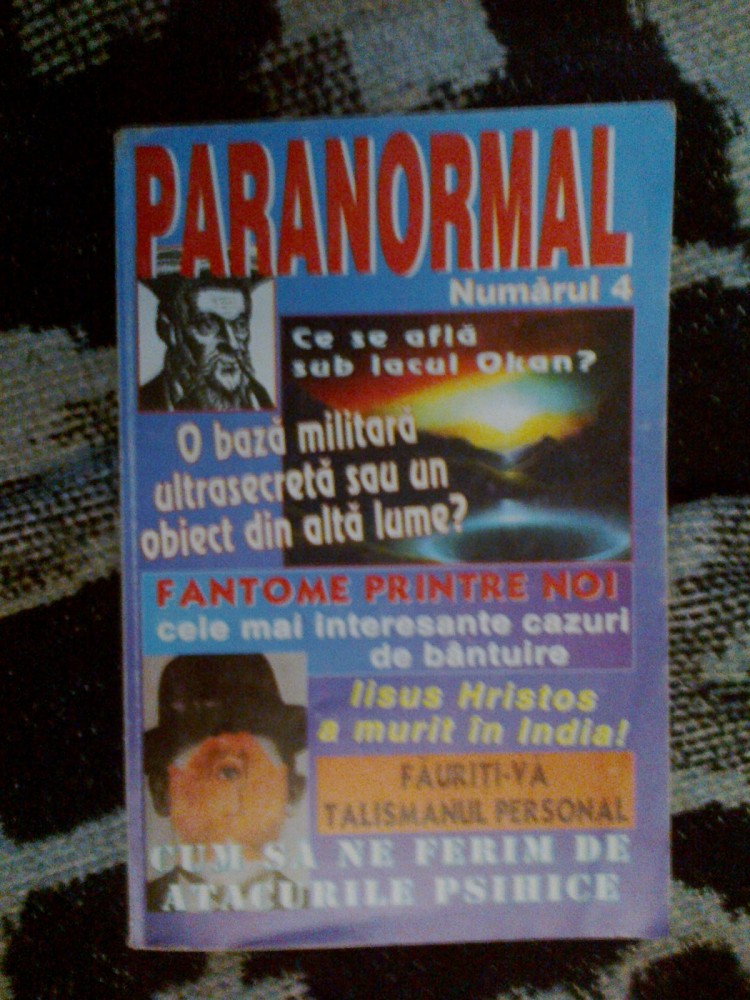 PARANORMAL
Numărul 4
Ce se află
sub lacul Okan?
O bază militară
ultrasecretă sau un
obiect din altă lume?
FANTOME PRINTRE NOI
cele mai interesante cazuri
de bântuire
Iisus Hristos
a murit în India!
FĂURIŢI-VĂ
TALISMANUL PERSONAL
CUM SĂ NE FERIM DE
ATACURILE PSIHICE